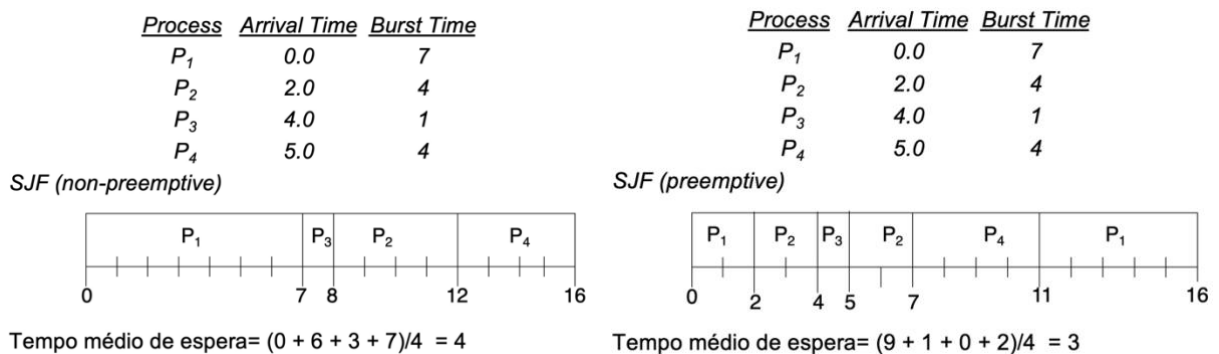 Process Arrival Time Burst Time
P1 0.0 7
P2 2.0 4
P3 4.0 1
P4 5.0 4
SJF (non-preemptive)
P1 P3 P2 P4
0 7 8 12 16
Tempo médio de espera= (0 + 6 + 3 + 7)/4 = 4
Process Arrival Time Burst Time
P1 0.0 7
P2 2.0 4
P3 4.0 1
P4 5.0 4
SJF (preemptive)
P1 P2 P3 P2 P4 P1
0 2 4 5 7 11 16
Tempo médio de espera= (9 + 1 + 0 + 2)/4 = 3